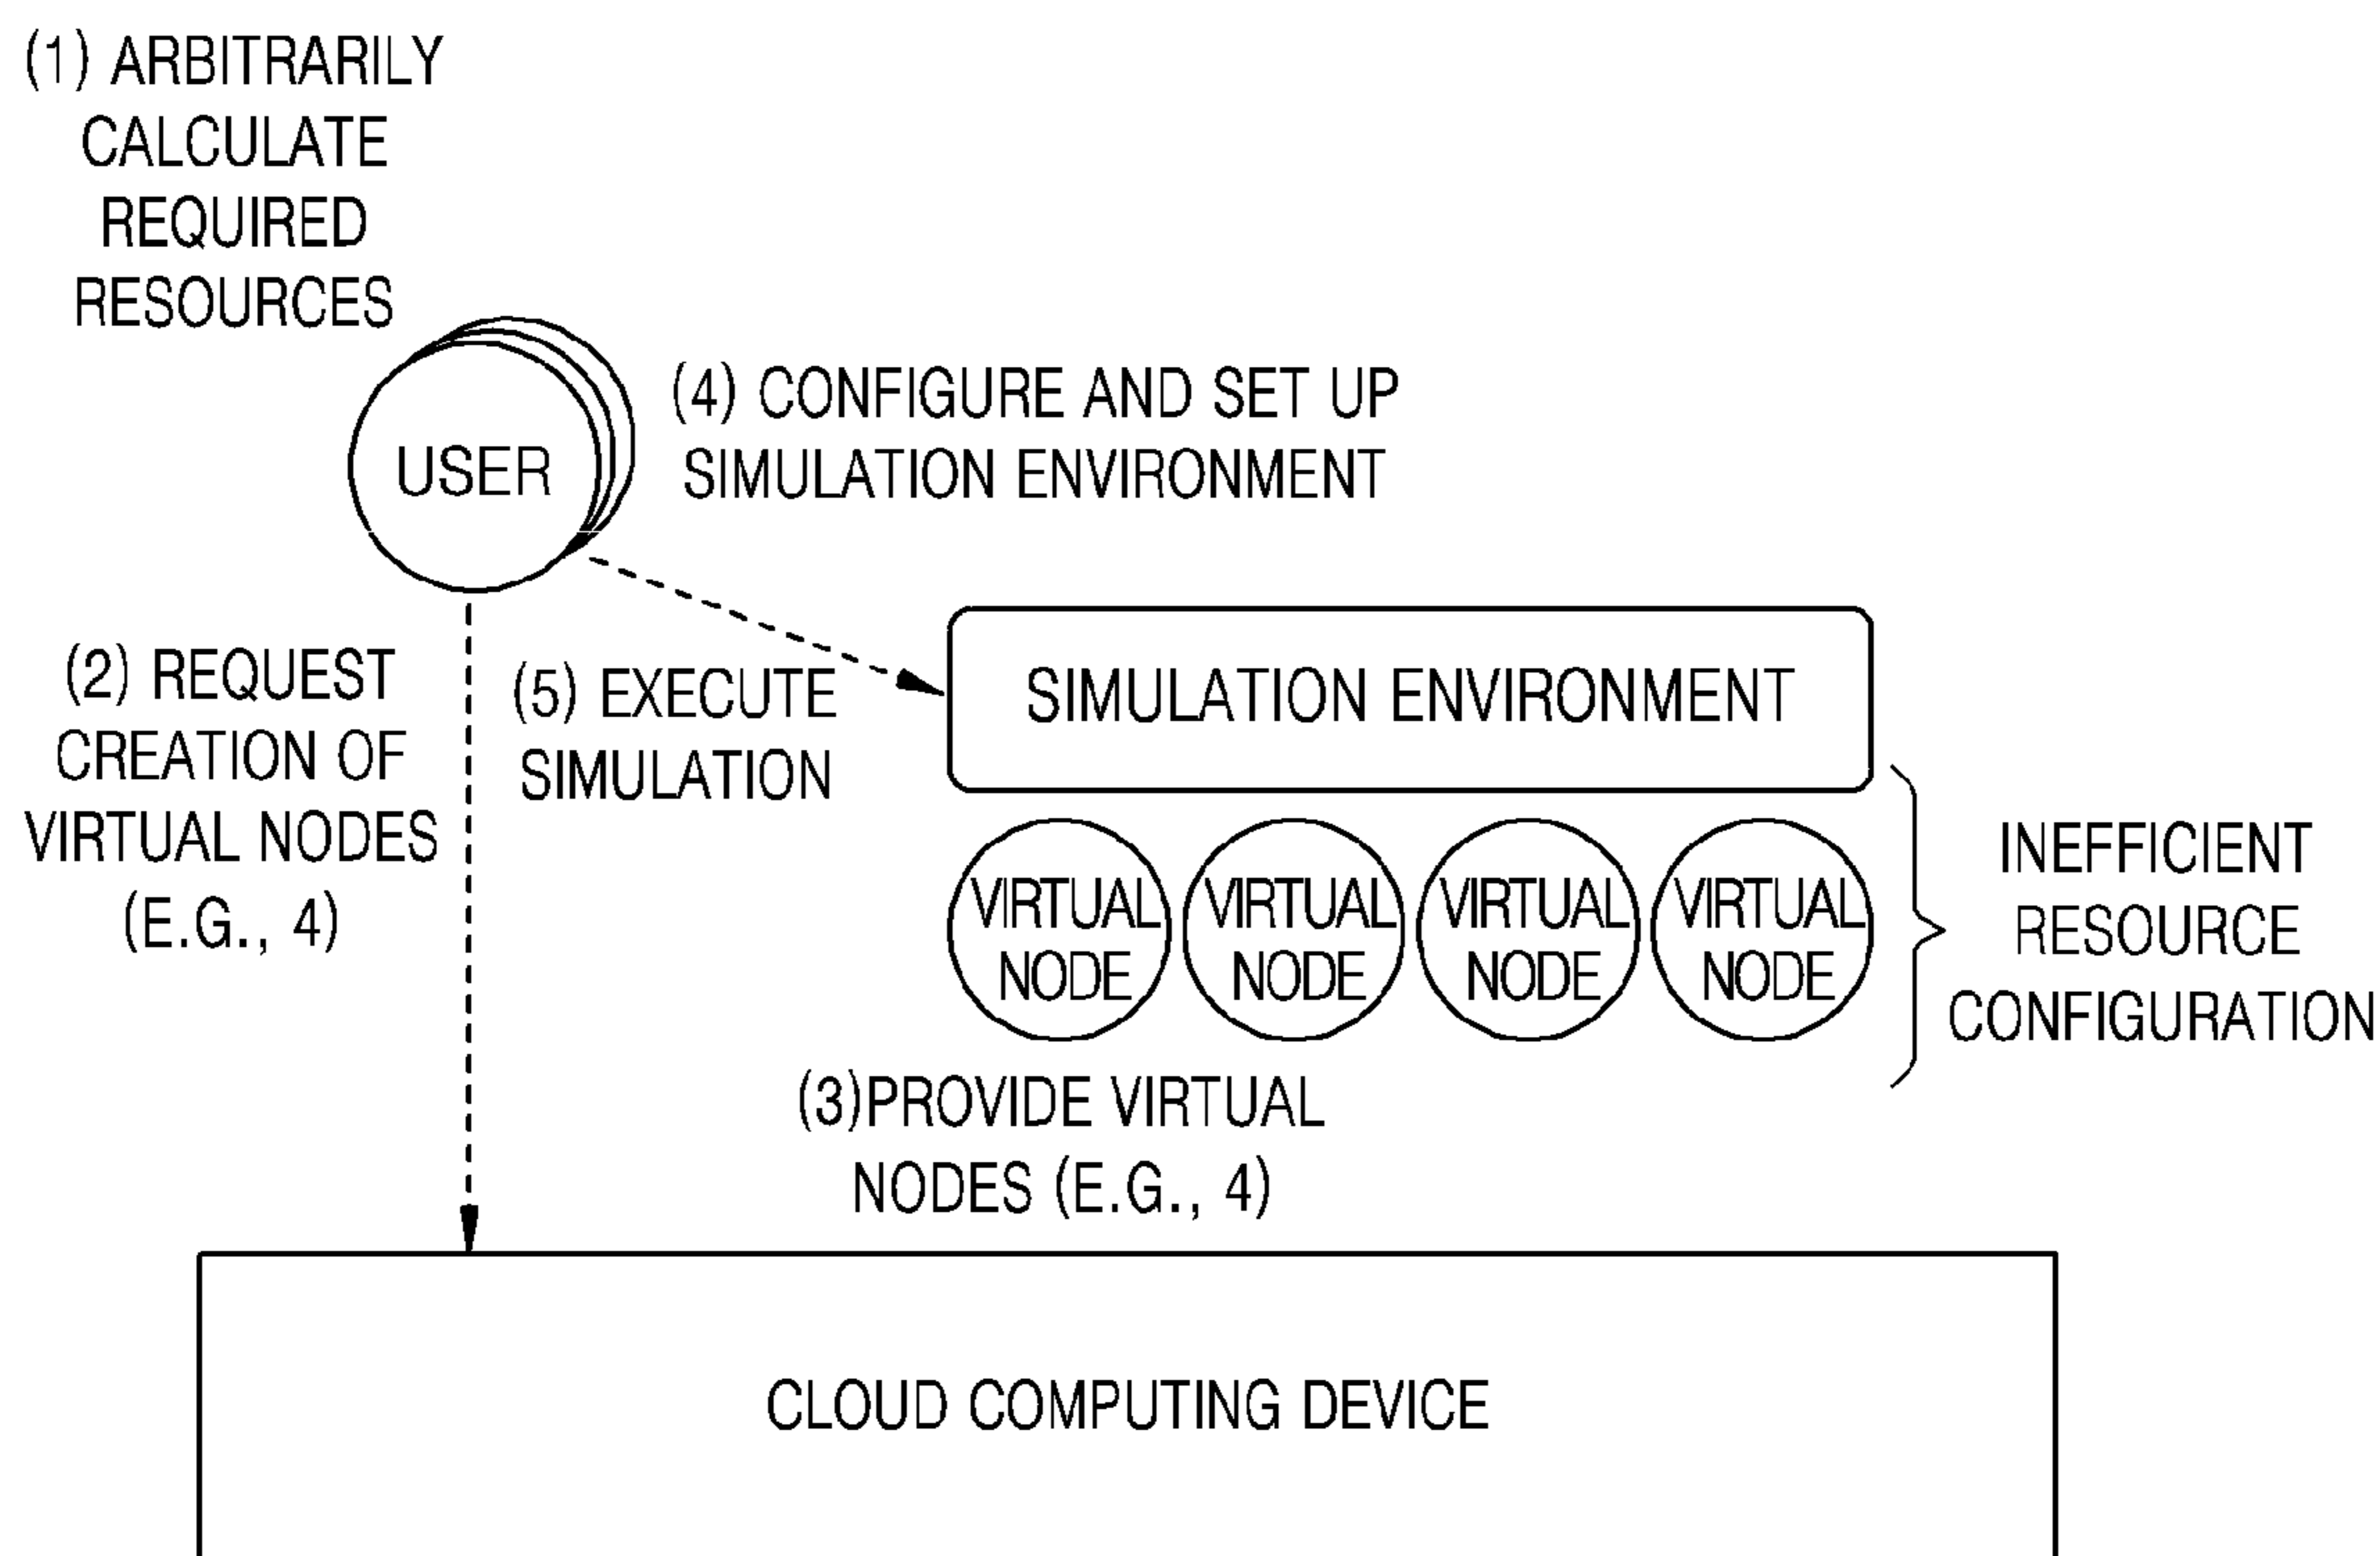 (1) ARBITRARILY
CALCULATE
REQUIRED
RESOURCES
USER
(4) CONFIGURE AND SET UP
SIMULATION ENVIRONMENT
(2) REQUEST
CREATION OF
VIRTUAL NODES
(E.G., 4)
(5) EXECUTE
SIMULATION
SIMULATION ENVIRONMENT
VIRTUAL
NODE
VIRTUAL
NODE
VIRTUAL
NODE
VIRTUAL
NODE
INEFFICIENT
RESOURCE
CONFIGURATION
(3)PROVIDE VIRTUAL
NODES (E.G., 4)
CLOUD COMPUTING DEVICE